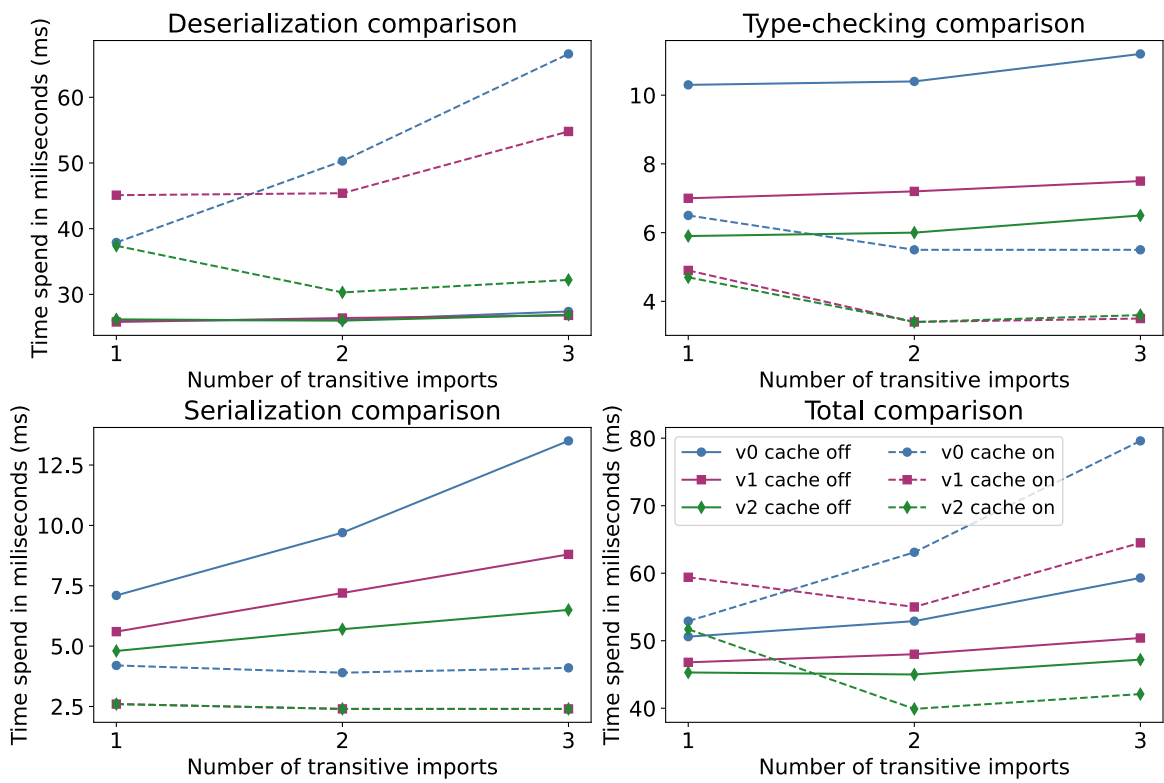 Deserialization comparison
Time spend in miliseconds (ms)
60
50
40
30
1 2 3
Number of transitive imports
Type-checking comparison
10
8
6
4
1 2 3
Number of transitive imports
Serialization comparison
Time spend in miliseconds (ms)
12.5
10.0
7.5
5.0
2.5
1 2 3
Number of transitive imports
Total comparison
Time spend in miliseconds (ms)
80
70
60
50
40
v0 cache off v0 cache on
v1 cache off v1 cache on
v2 cache off v2 cache on
1 2 3
Number of transitive imports